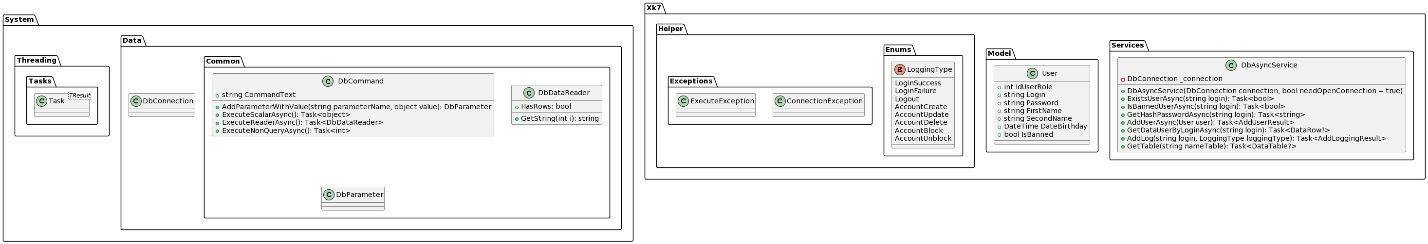 System
Threading
Tasks
C Task
TResult
Data
C DbConnection
Common
C DbCommand
string CommandText
AddParameterWithValue(string parameterName, object value): DbParameter
ExecuteScalarAsync(): Task<object>
ExecuteReaderAsync(): Task<DbDataReader>
ExecuteNonQueryAsync(): Task<int>
C DbDataReader
HasRows: bool
GetString(int i): string
C DbParameter
Xk7
Helper
Exceptions
C ExecuteException
C ConnectionException
Enums
E LoggingType
LoginSuccess
LoginFailure
Logout
AccountCreate
AccountUpdate
AccountDelete
AccountBlock
AccountUnblock
Model
C User
int IdUserRole
string Login
string Password
string FirstName
string SecondName
DateTime DateBirthday
bool IsBanned
Services
C DbAsyncService
DbConnection _connection
DbAsyncService(DbConnection connection, bool needOpenConnection = true)
ExistsUserAsync(string login): Task<bool>
IsBannedUserAsync(string login): Task<bool>
GetHashPasswordAsync(string login): Task<string>
AddUserAsync(User user): Task<AddUserResult>
GetDataUserByLoginAsync(string login): Task<DataRow?>
AddLog(string login, LoggingType loggingType): Task<AddLoggingResult>
GetTable(string nameTable): Task<DataTable?>